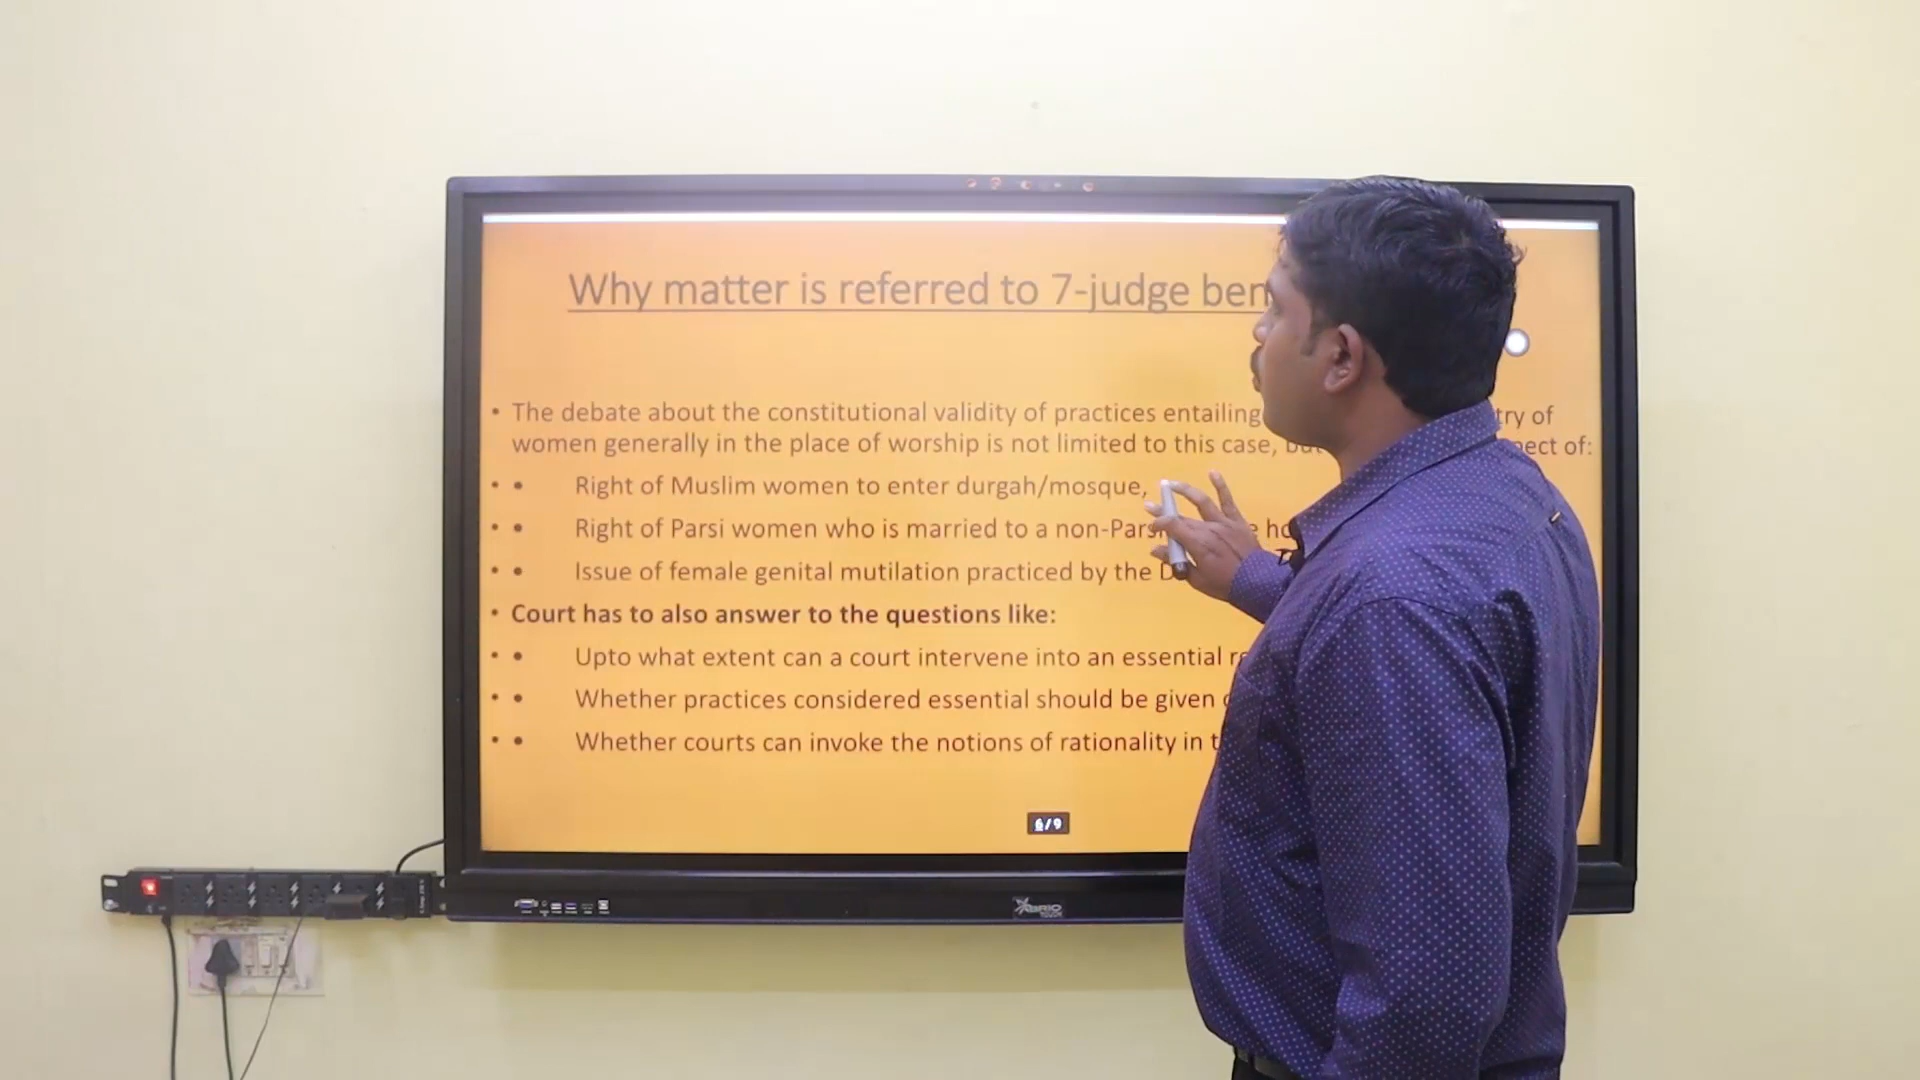 Why matter is referred to 7-judge
• The debate about the constitutional validity of practices entailing of
women generally in the place of worship is not limited to this case, of:
• • Right of Muslim women to enter durgah/mosque,
• • Right of Parsi women who is married to a
• • Issue of female genital mutilation practiced by the
• Court has to also answer to the questions like:
• • Upto what extent can a court intervene into an essential
• • Whether practices considered essential should be given
• • Whether courts can invoke the notions of rationality in
6/9